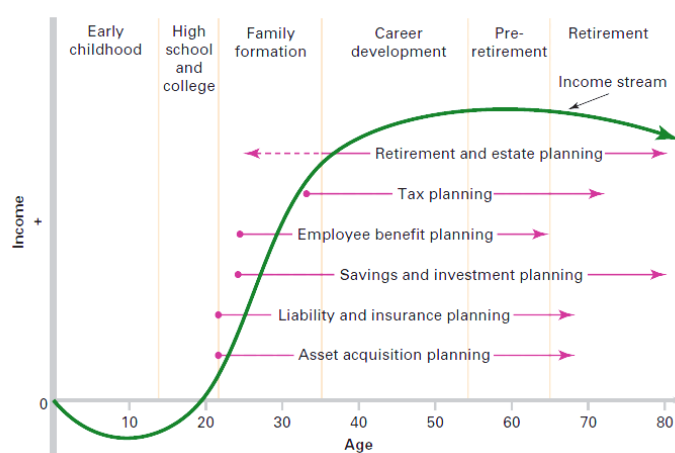 Early childhood
High school and college
Family formation
Career development
Pre-retirement
Retirement
Income stream
Retirement and estate planning
Tax planning
Employee benefit planning
Savings and investment planning
Liability and insurance planning
Asset acquisition planning
Income
+
0
10 20 30 40 50 60 70 80
Age